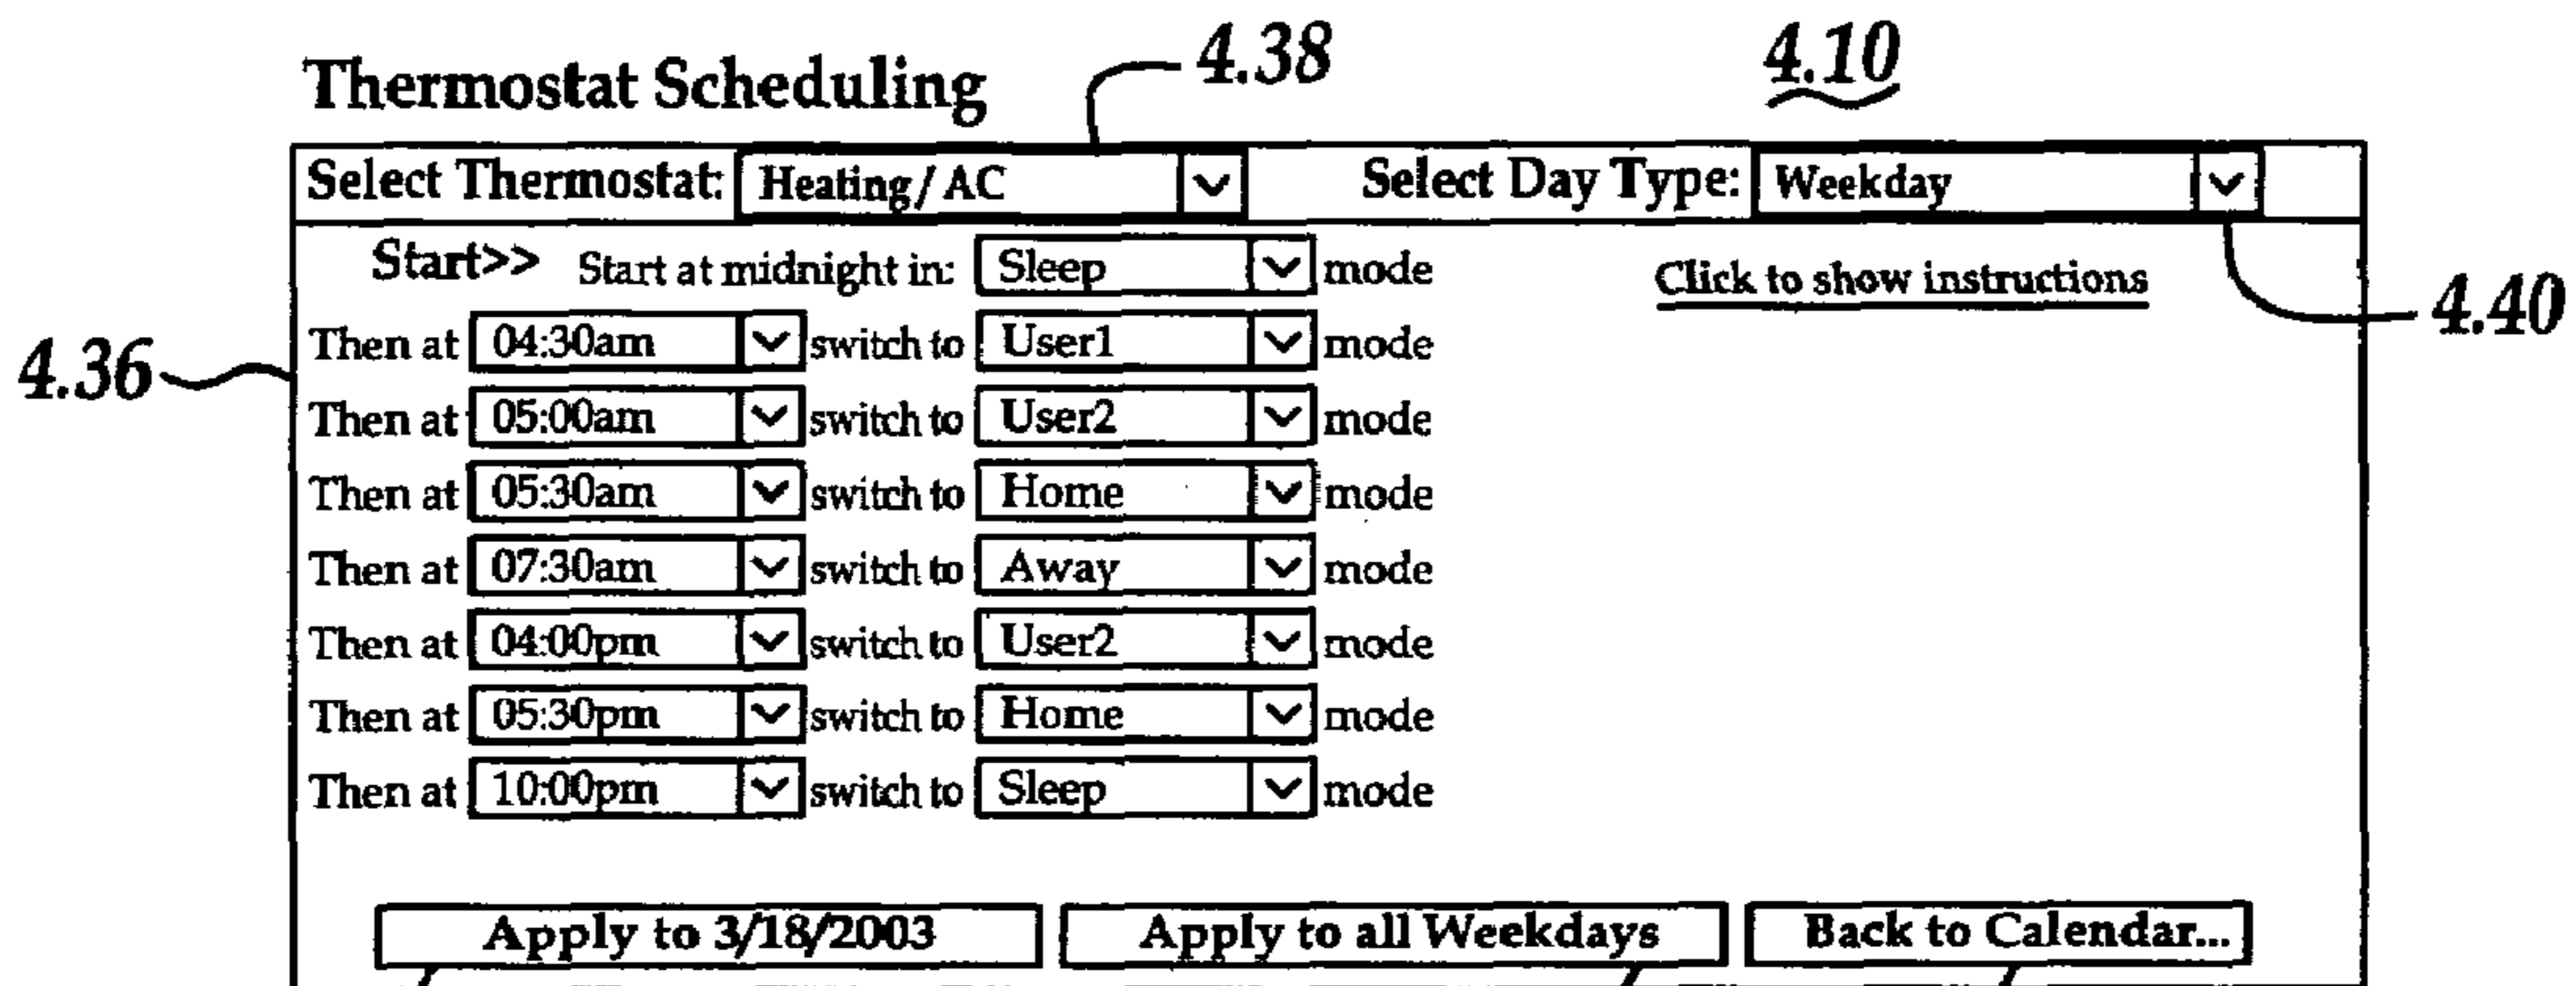 Thermostat Scheduling 4.38 4.10
Select Thermostat: Heating/AC Select Day Type: Weekday
Start>> Start at midnight in: Sleep mode Click to show instructions
4.40
Then at 04:30am switch to User1 mode
4.36
Then at 05:00am switch to User2 mode
Then at 05:30am switch to Home mode
Then at 07:30am switch to Away mode
Then at 04:00pm switch to User2 mode
Then at 05:30pm switch to Home mode
Then at 10:00pm switch to Sleep mode
Apply to 3/18/2003 Apply to all Weekdays Back to Calendar...